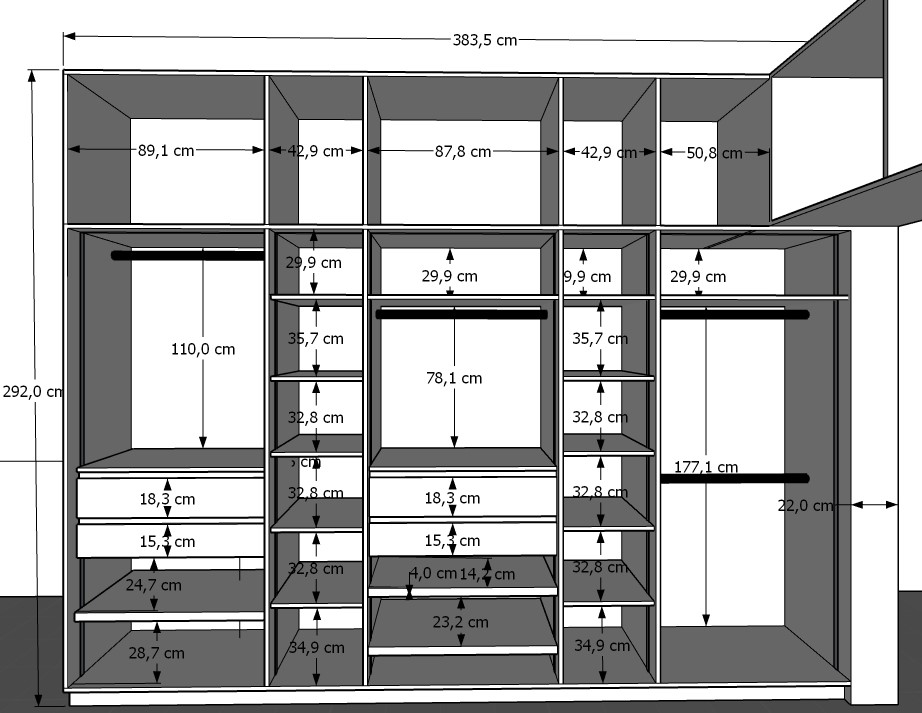 383,5 cm
89,1 cm
42,9 cm
87,8 cm
42,9 cm
50,8 cm
29,9 cm
29,9 cm
9,9 cm
29,9 cm
110,0 cm
35,7 cm
78,1 cm
35,7 cm
292,0 cm
32,8 cm
32,8 cm
cm
177,1 cm
18,3 cm
32,8 cm
18,3 cm
32,8 cm
22,0 cm
15,3 cm
15,3 cm
24,7 cm
32,8 cm
4,0 cm
14,2 cm
32,8 cm
23,2 cm
28,7 cm
34,9 cm
34,9 cm